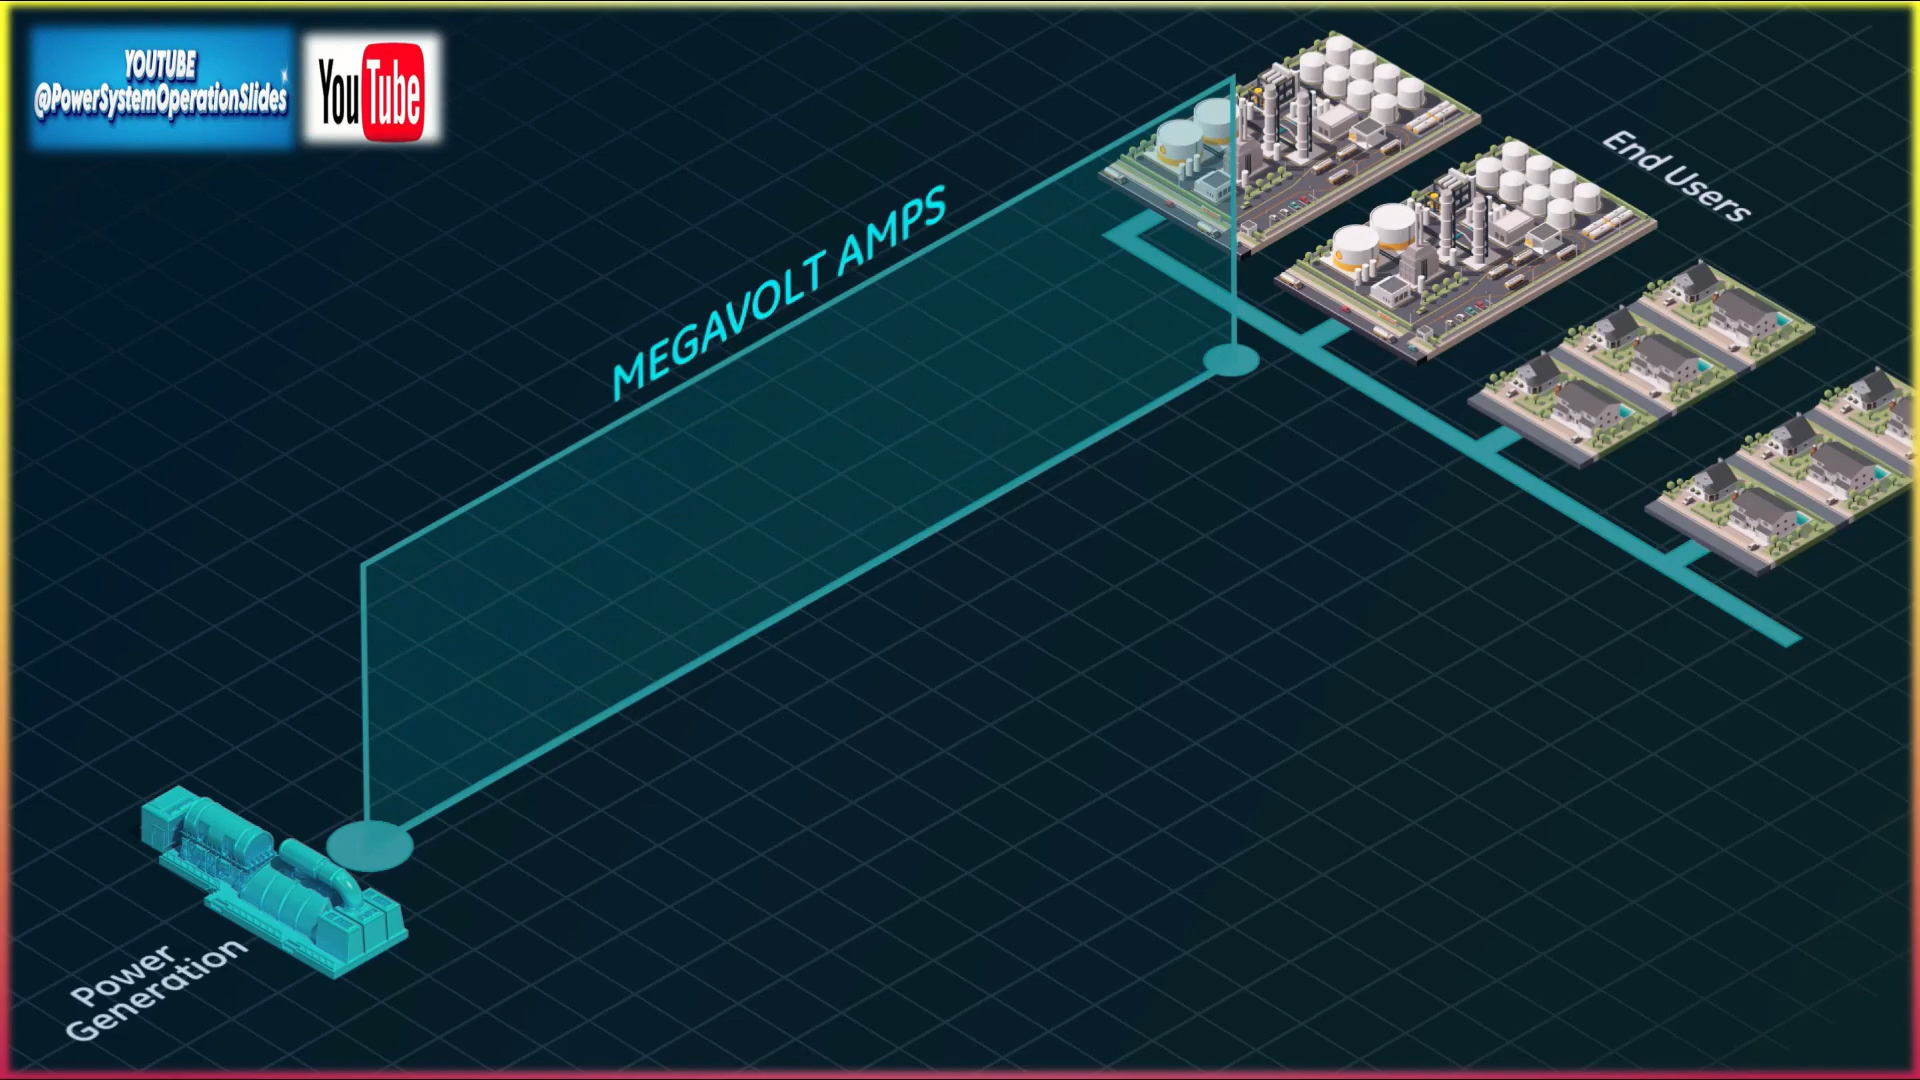 YOUTUBE
@PowerSystemOperationSlides
YouTube
MEGAVOLT AMPS
End Users
Power
Generation